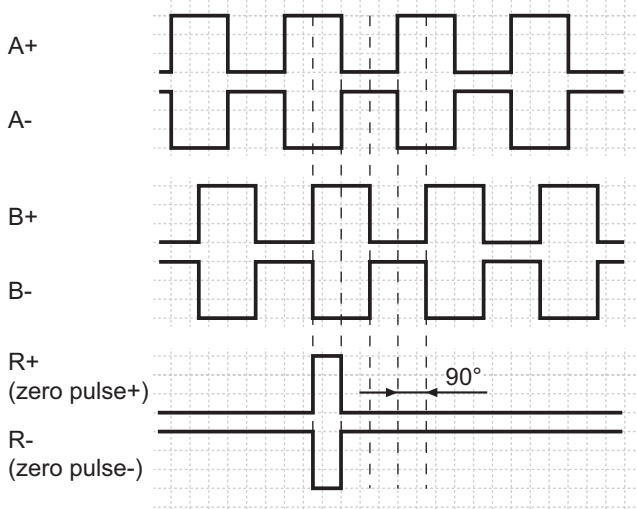 A+
A-
B+
B-
R+
(zero pulse+)
90°
R-
(zero pulse-)